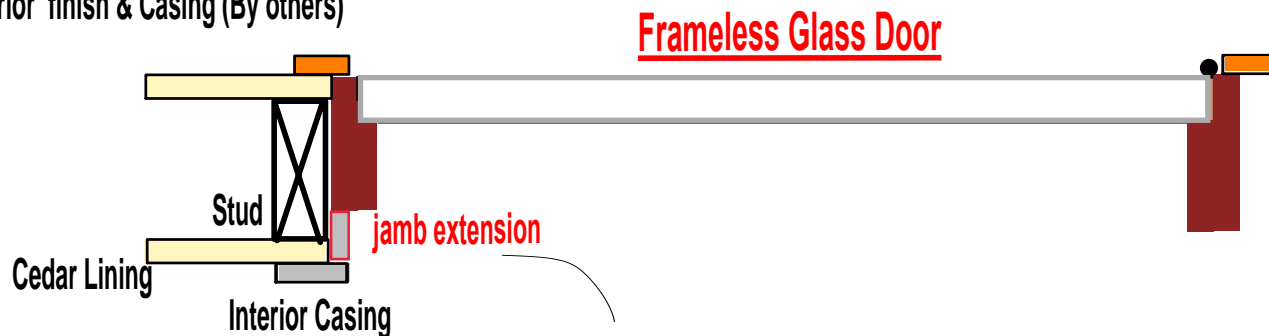 finish & Casing (By others)
Frameless Glass Door
Stud
jamb extension
Cedar Lining
Interior Casing